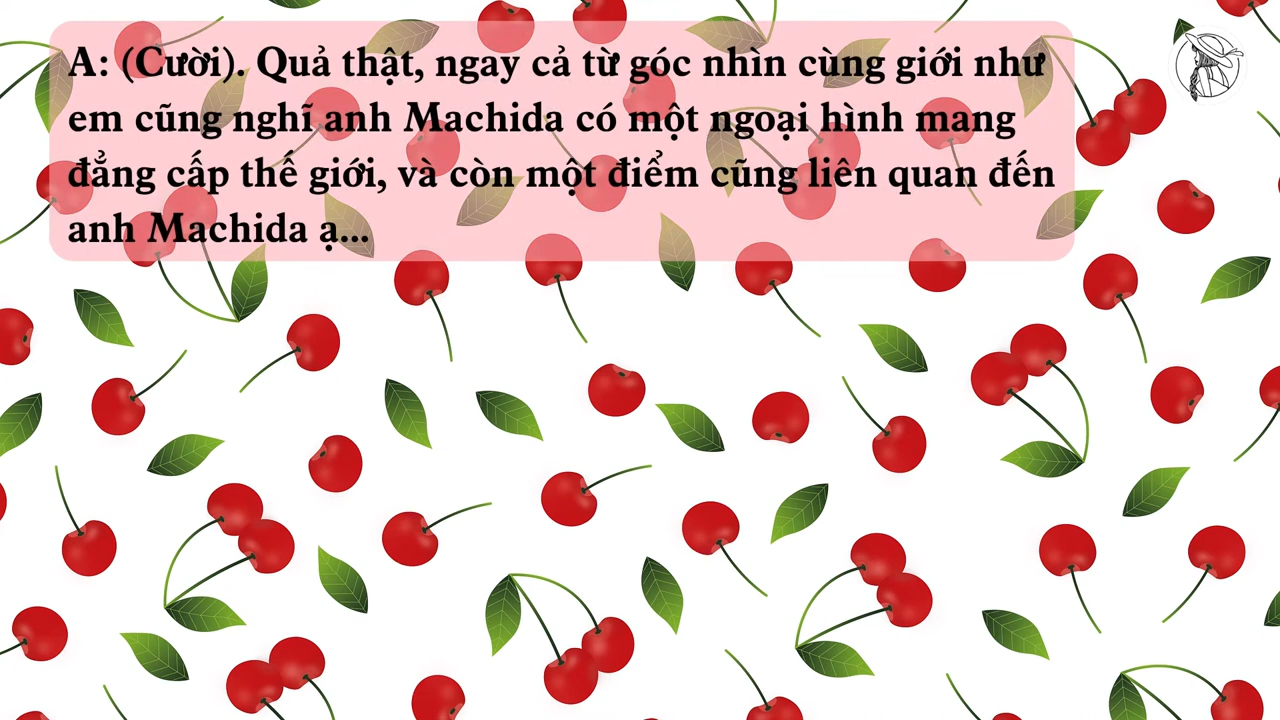 A: (Cười). Quả thật, ngay cả từ góc nhìn cùng giới như
em cũng nghĩ anh Machida có một ngoại hình mang
đẳng cấp thế giới, và còn một điểm cũng liên quan đến
anh Machida ạ...